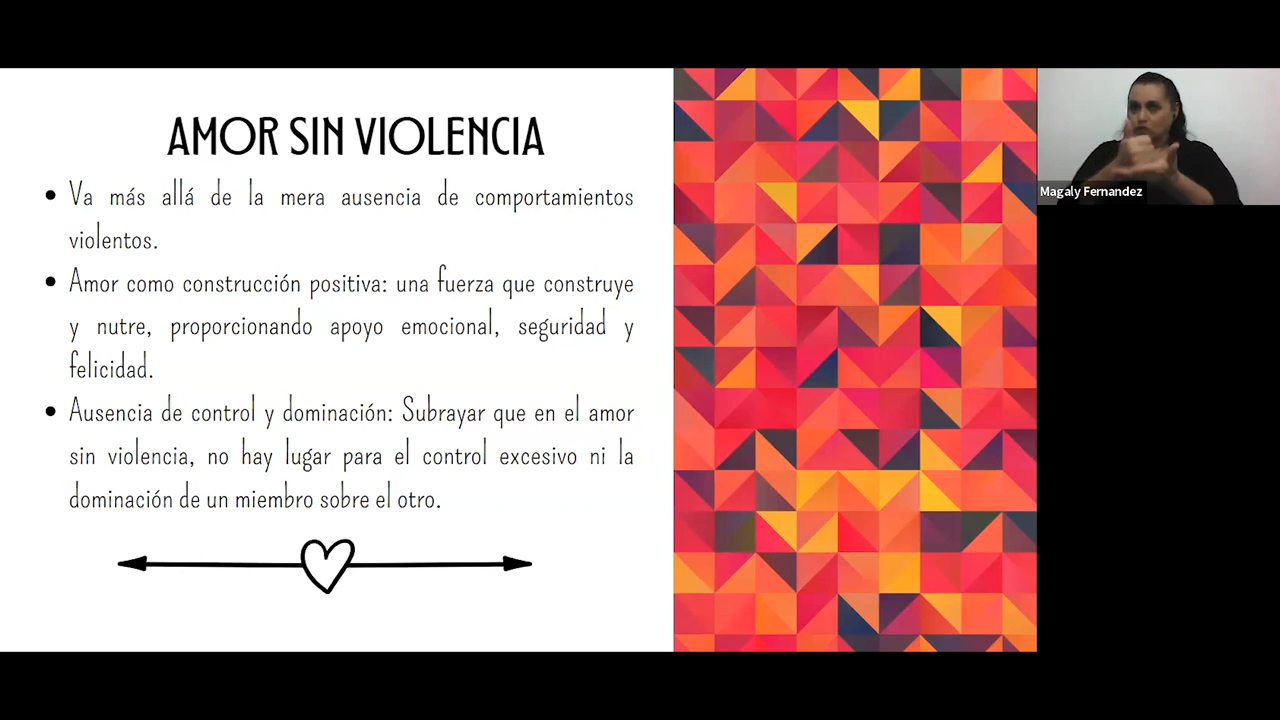 AMOR SIN VIOLENCIA
• Va más allá de la mera ausencia de comportamientos
violentos.
• Amor como construcción positiva: una fuerza que construye
y nutre, proporcionando apoyo emocional, seguridad y
felicidad.
• Ausencia de control y dominación: Subrayar que en el amor
sin violencia, no hay lugar para el control excesivo ni la
dominación de un miembro sobre el otro.
Magaly Fernandez